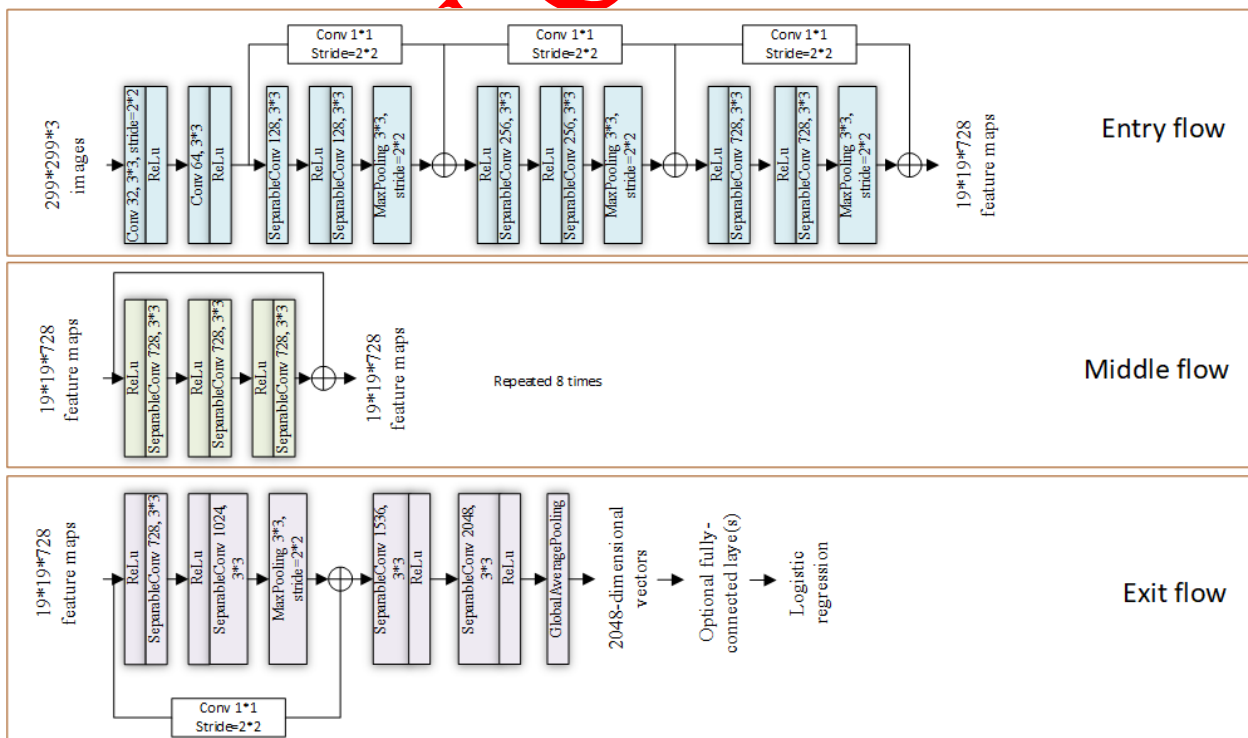 Conv 1*1
Stride=2*2
Conv 1*1
Stride=2*2
Conv 1*1
Stride=2*2
299*299*3
images
Conv 32, 3*3, stride=2*2
ReLu
Conv 64, 3*3
ReLu
SeparableConv 128, 3*3
ReLu
SeparableConv 128, 3*3
MaxPooling 3*3,
stride=2*2
ReLu
SeparableConv 256, 3*3
ReLu
SeparableConv 256, 3*3
MaxPooling 3*3,
stride=2*2
ReLu
SeparableConv 728, 3*3
ReLu
SeparableConv 728, 3*3
MaxPooling 3*3,
stride=2*2
19*19*728
feature maps
Entry flow
19*19*728
feature maps
ReLu
SeparableConv 728, 3*3
ReLu
SeparableConv 728, 3*3
ReLu
SeparableConv 728, 3*3
19*19*728
feature maps
Repeated 8 times
Middle flow
19*19*728
feature maps
ReLu
SeparableConv 728, 3*3
ReLu
SeparableConv 1024,
3*3
MaxPooling 3*3,
stride=2*2
SeparableConv 1536,
3*3
ReLu
SeparableConv 2048,
3*3
ReLu
GlobalAveragePooling
2048-dimensional
vectors
Optional fully-
connected laye(s)
Logistic
regression
Exit flow
Conv 1*1
Stride=2*2